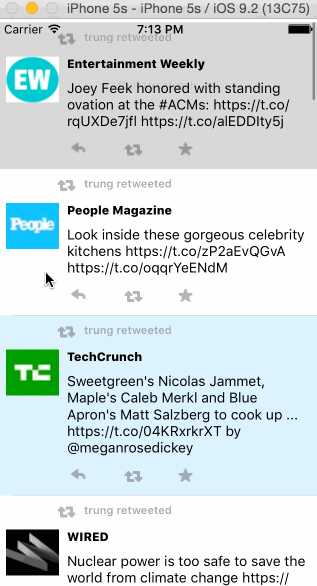 iPhone 5s - iPhone 5s / iOS 9.2 (13C75)
Carrier 7:13 PM
trung retweeted
EW
Entertainment Weekly
Joey Feek honored with standing
ovation at the #ACMs: https://t.co/
rqUXDe7jfl https://t.co/alEDDIty5j
trung retweeted
People
People Magazine
Look inside these gorgeous celebrity
kitchens https://t.co/zP2aEvQGvA
https://t.co/oqqrYeENdM
trung retweeted
TC
TechCrunch
Sweetgreen's Nicolas Jammet,
Maple's Caleb Merkl and Blue
Apron's Matt Salzberg to cook up ...
https://t.co/04KRxrkrXT by
@meganrosedickey
trung retweeted
WIRED
Nuclear power is too safe to save the
world from climate change https://